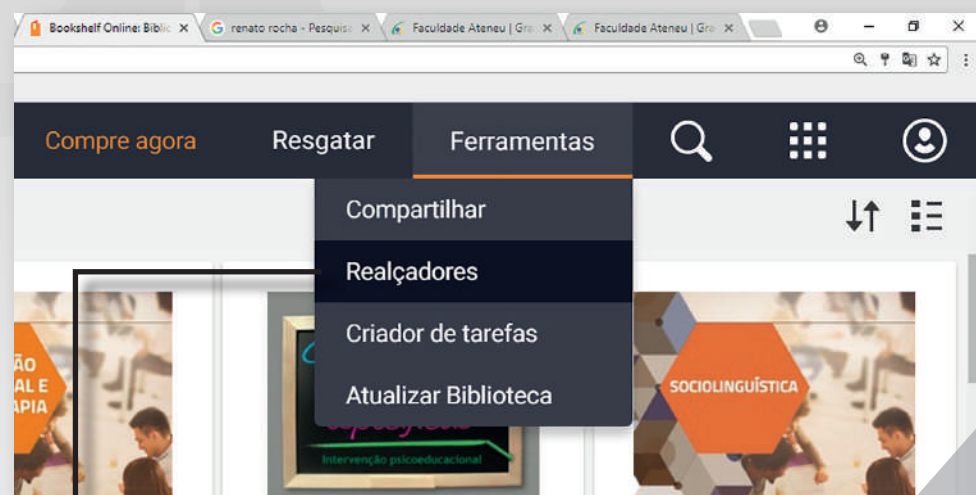 Bookshelf Online: Biblio
renato rocha - Pesquisa
Faculdade Ateneu | Gra
Faculdade Ateneu | Gra
Compre agora
Resgatar
Ferramentas
Compartilhar
Realçadores
Criador de tarefas
Atualizar Biblioteca
ÃO
AL E
APIA
SOCIOLINGUÍSTICA
Intervenção psicoeducacional